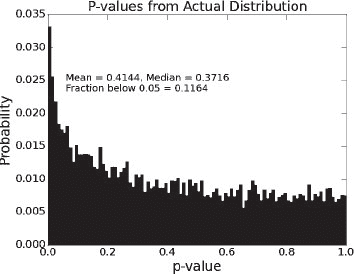 P-values from Actual Distribution
0.035
0.030
0.025
0.020
0.015
0.010
0.005
0.000
Probability
Mean = 0.4144, Median = 0.3716
Fraction below 0.05 = 0.1164
0.0 0.2 0.4 0.6 0.8 1.0
p-value